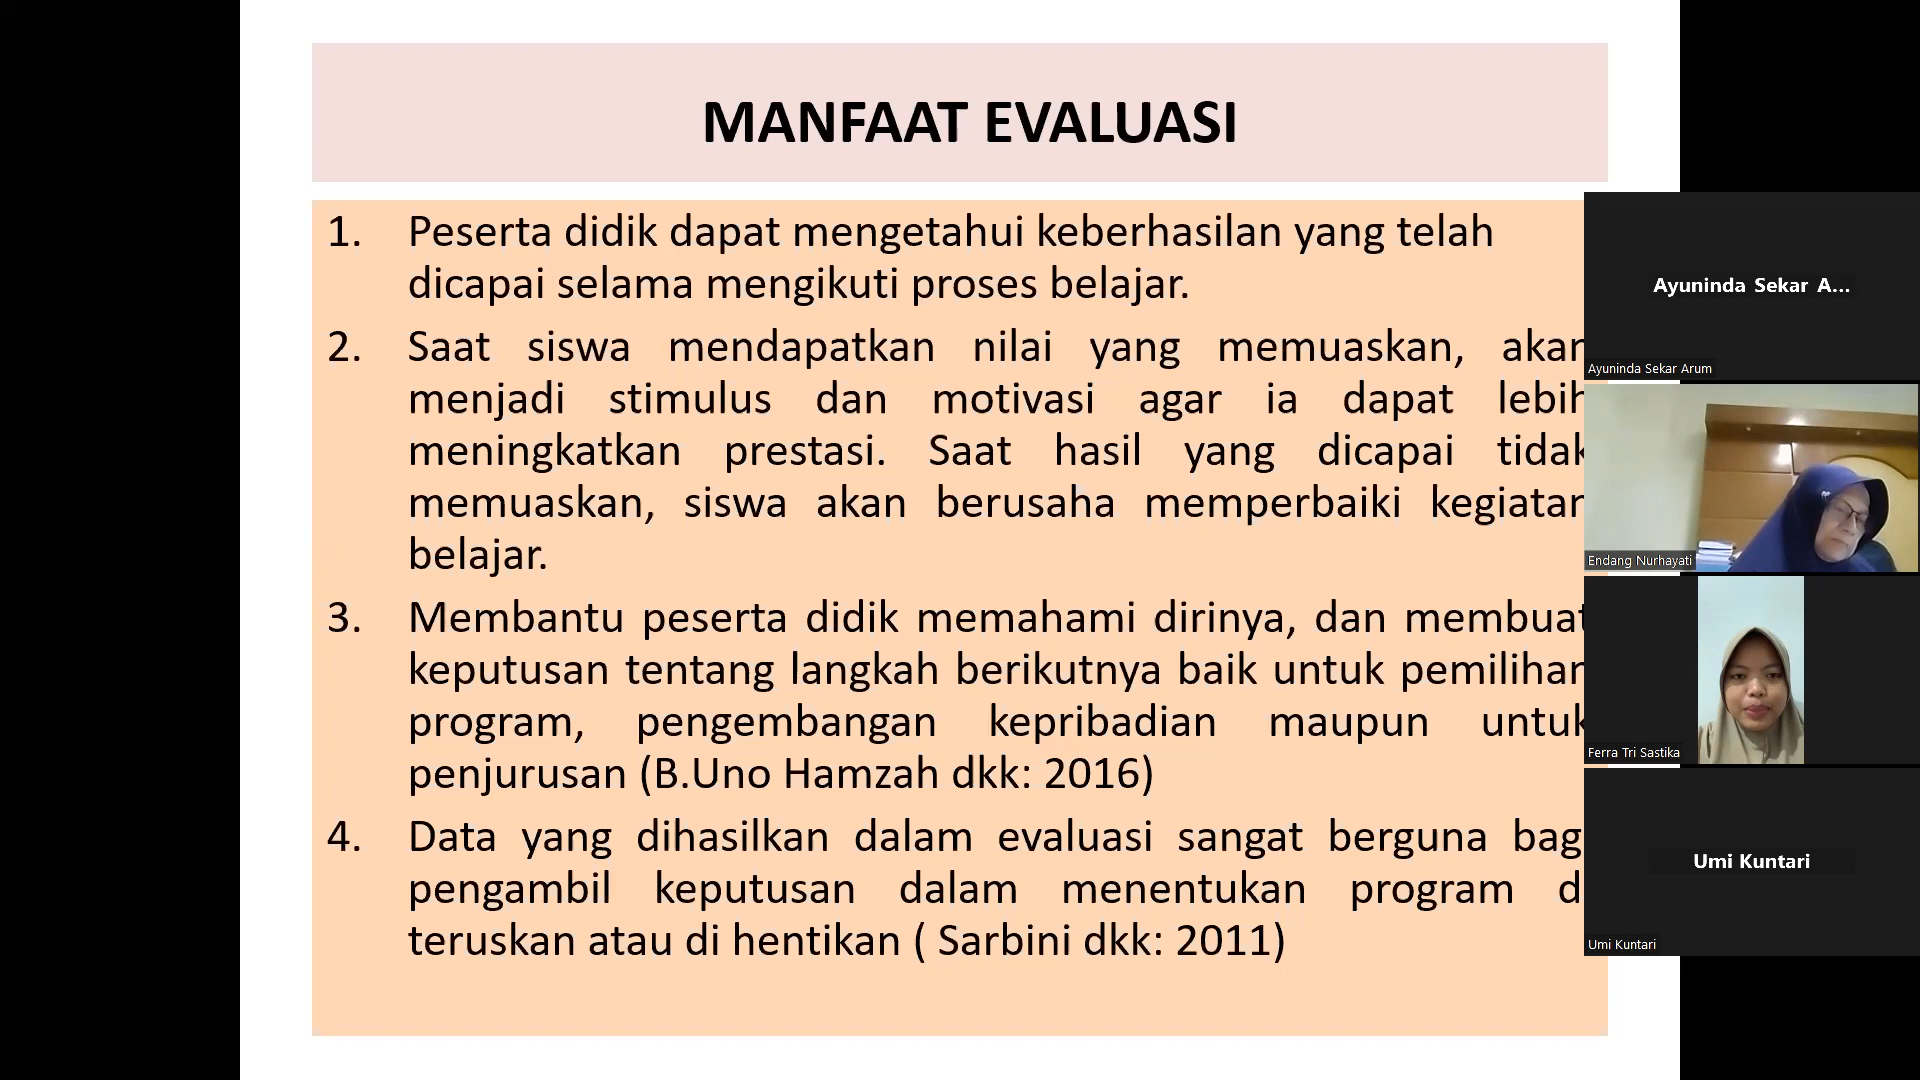 MANFAAT EVALUASI
1. Peserta didik dapat mengetahui keberhasilan yang telah
dicapai selama mengikuti proses belajar.
2. Saat siswa mendapatkan nilai yang memuaskan, akan
menjadi stimulus dan motivasi agar ia dapat lebih
meningkatkan prestasi. Saat hasil yang dicapai tidak
memuaskan, siswa akan berusaha memperbaiki kegiatan
belajar.
3. Membantu peserta didik memahami dirinya, dan membuat
keputusan tentang langkah berikutnya baik untuk pemilihan
program, pengembangan kepribadian maupun untuk
penjurusan (B.Uno Hamzah dkk: 2016)
4. Data yang dihasilkan dalam evaluasi sangat berguna bagi
pengambil keputusan dalam menentukan program di
teruskan atau di hentikan ( Sarbini dkk: 2011)
Ayuninda Sekar A...
Ayuninda Sekar Arum
Endang Nurhayati
Ferra Tri Sastika
Umi Kuntari
Umi Kuntari